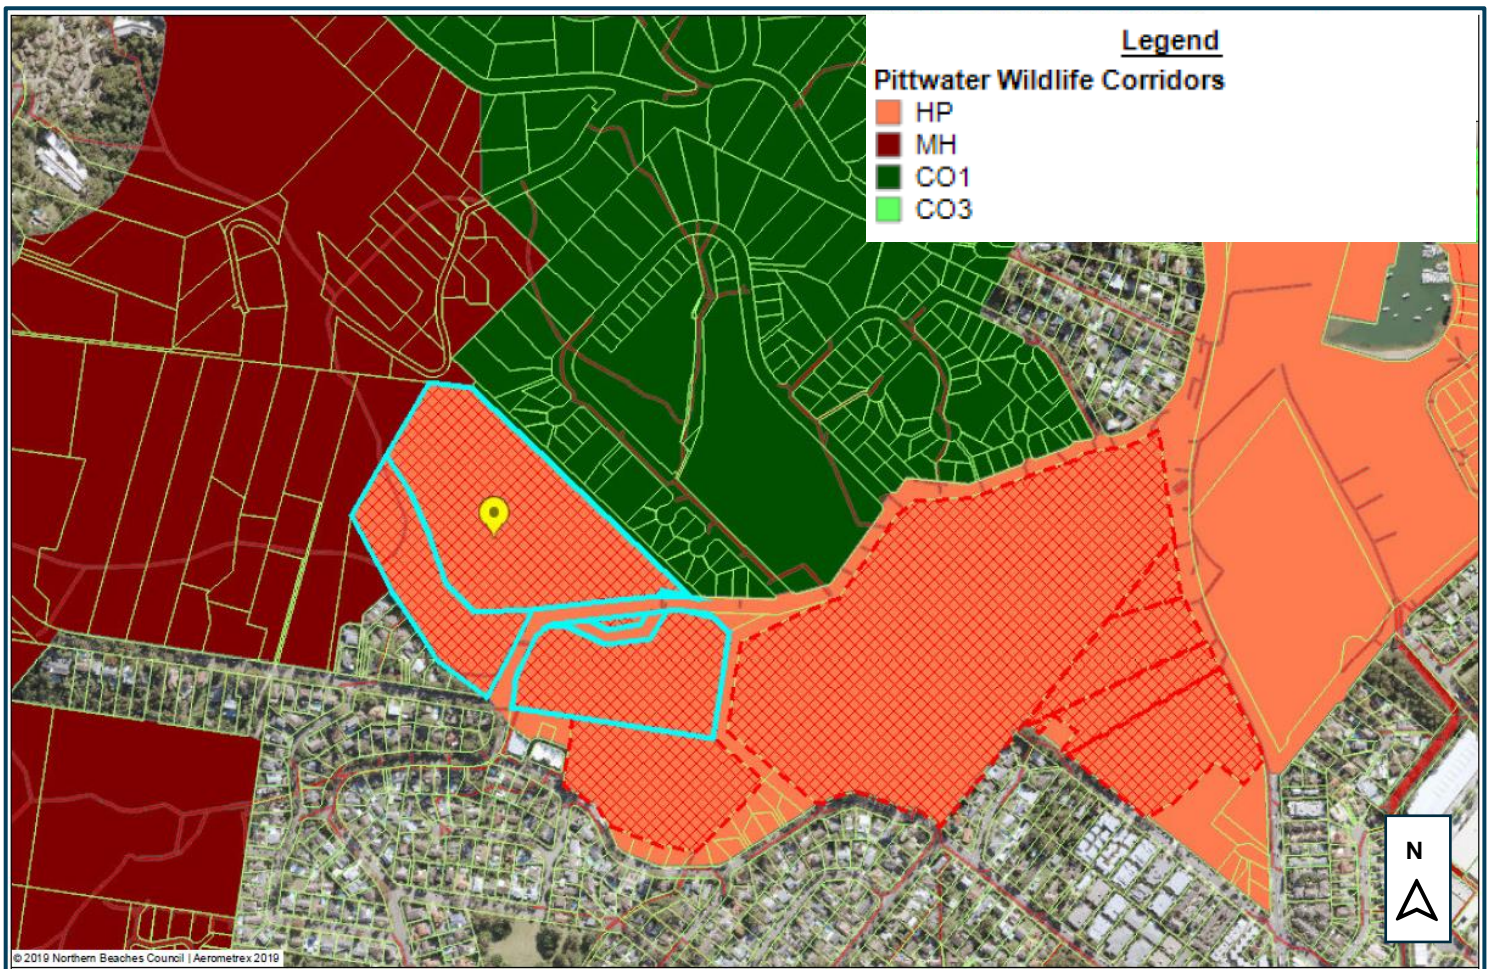 Legend
Pittwater Wildlife Corridors
HP
MH
CO1
CO3
N
© 2019 Northern Beaches Council | Aerometrex 2019